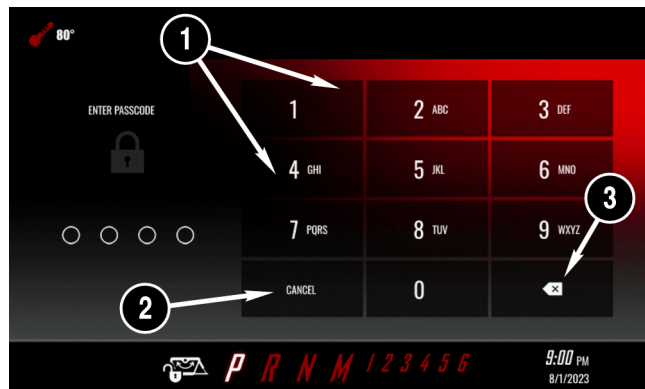 80°
1
ENTER PASSCODE
1
2 ABC
3 DEF
4 GHI
5 JKL
6 MNO
3
7 PQRS
8 TUV
9 WXYZ
2
CANCEL
0
P R N M 1 2 3 4 5 6
9:00 PM
8/1/2023